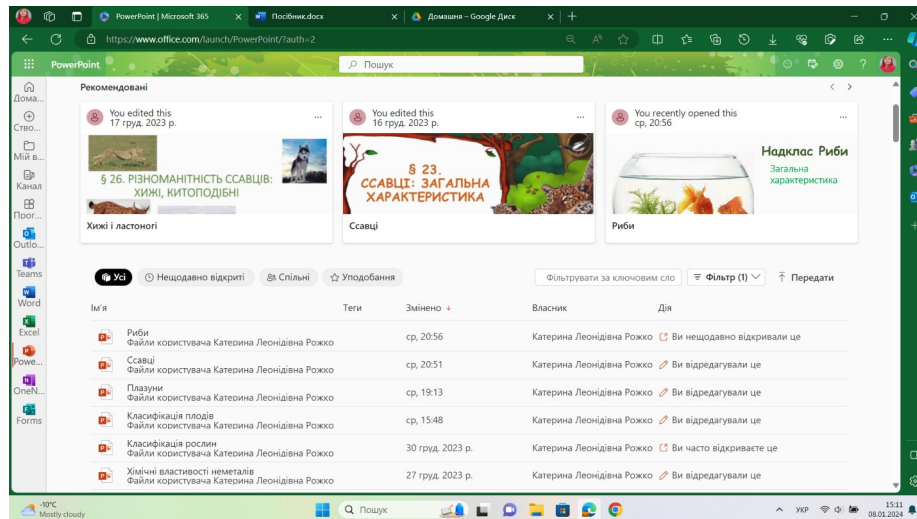 PowerPoint | Microsoft 365
Посібник.docx
Домашня – Google Диск
https://www.office.com/launch/PowerPoint/?auth=2
PowerPoint
Пошук
Рекомендовані
You edited this
17 груд. 2023 р.
§ 26. РІЗНОМАНІТНІСТЬ ССАВЦІВ:
ХИЖІ, КИТОПОДІБНІ
Хижі і ластоногі
You edited this
16 груд. 2023 р.
§ 23.
ССАВЦІ: ЗАГАЛЬНА
ХАРАКТЕРИСТИКА
Ссавці
You recently opened this
ср, 20:56
Надклас Риби
Загальна
характеристика
Риби
Дома...
Ство...
Мій в...
Канал
Прог...
Outlo...
Teams
Word
Excel
Powe...
OneN...
Forms
Усі
Нещодавно відкриті
Спільні
Уподобання
Фільтрувати за ключовим сло
Фільтр (1)
Передати
Ім'я Теги Змінено Власник Дія
Риби
Файли користувача Катерина Леонідівна Рожко
ср, 20:56 Катерина Леонідівна Рожко Ви нещодавно відкривали це
Ссавці
Файли користувача Катерина Леонідівна Рожко
ср, 20:51 Катерина Леонідівна Рожко Ви відредагували це
Плазуни
Файли користувача Катерина Леонідівна Рожко
ср, 19:13 Катерина Леонідівна Рожко Ви відредагували це
Класифікація плодів
Файли користувача Катерина Леонідівна Рожко
ср, 15:48 Катерина Леонідівна Рожко Ви відредагували це
Класифікація рослин
Файли користувача Катерина Леонідівна Рожко
30 груд. 2023 р. Катерина Леонідівна Рожко Ви часто відкриваєте це
Хімічні властивості неметалів
Файли користувача Катерина Леонідівна Рожко
27 груд. 2023 р. Катерина Леонідівна Рожко Ви відредагували це
-10°C
Mostly cloudy
Пошук
УКР
15:11
08.01.2024